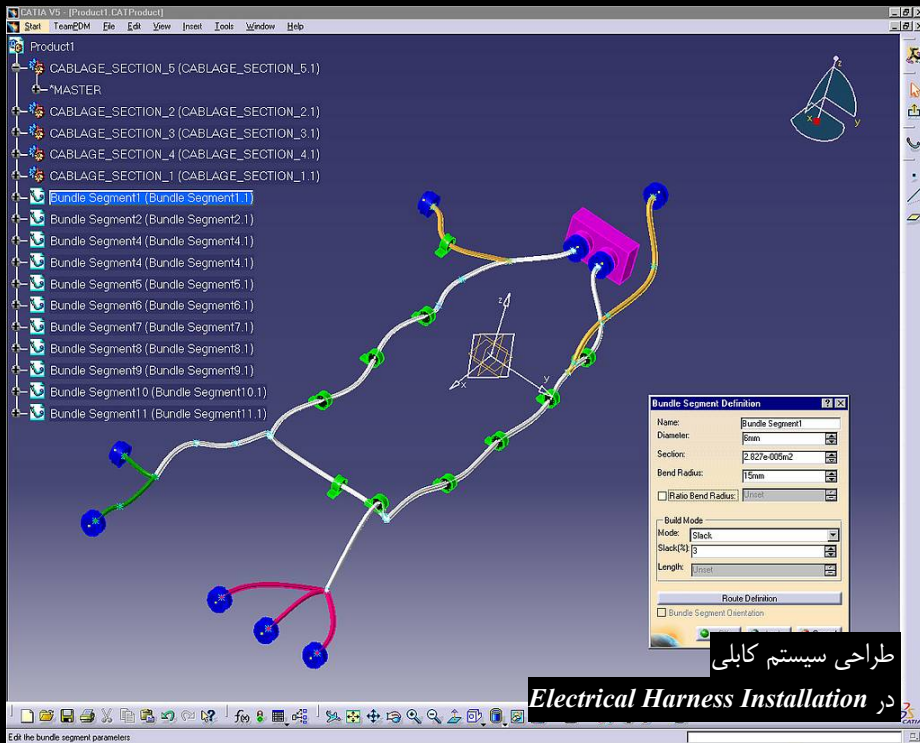 CATIA V5 - [Product1.CATProduct]
Start TeamPDM File Edit View Insert Tools Window Help
Product1
CABLAGE_SECTION_5 (CABLAGE_SECTION_5.1)
*MASTER
CABLAGE_SECTION_2 (CABLAGE_SECTION_2.1)
CABLAGE_SECTION_3 (CABLAGE_SECTION_3.1)
CABLAGE_SECTION_4 (CABLAGE_SECTION_4.1)
CABLAGE_SECTION_1 (CABLAGE_SECTION_1.1)
Bundle Segment1 (Bundle Segment1.1)
Bundle Segment2 (Bundle Segment2.1)
Bundle Segment4 (Bundle Segment4.1)
Bundle Segment4 (Bundle Segment4.1)
Bundle Segment5 (Bundle Segment5.1)
Bundle Segment6 (Bundle Segment6.1)
Bundle Segment7 (Bundle Segment7.1)
Bundle Segment8 (Bundle Segment8.1)
Bundle Segment9 (Bundle Segment9.1)
Bundle Segment10 (Bundle Segment10.1)
Bundle Segment11 (Bundle Segment11.1)
z
x
y
z
x
y
Bundle Segment Definition
Name: Bundle Segment1
Diameter: 6mm
Section: 2.827e-005m2
Bend Radius: 15mm
Ratio Bend Radius: Unset
Build Mode
Mode: Slack
Slack(%): 3
Length: Unset
Route Definition
Bundle Segment Orientation
طراحی سیستم کابلی
در Electrical Harness Installation
Edit the bundle segment parameters